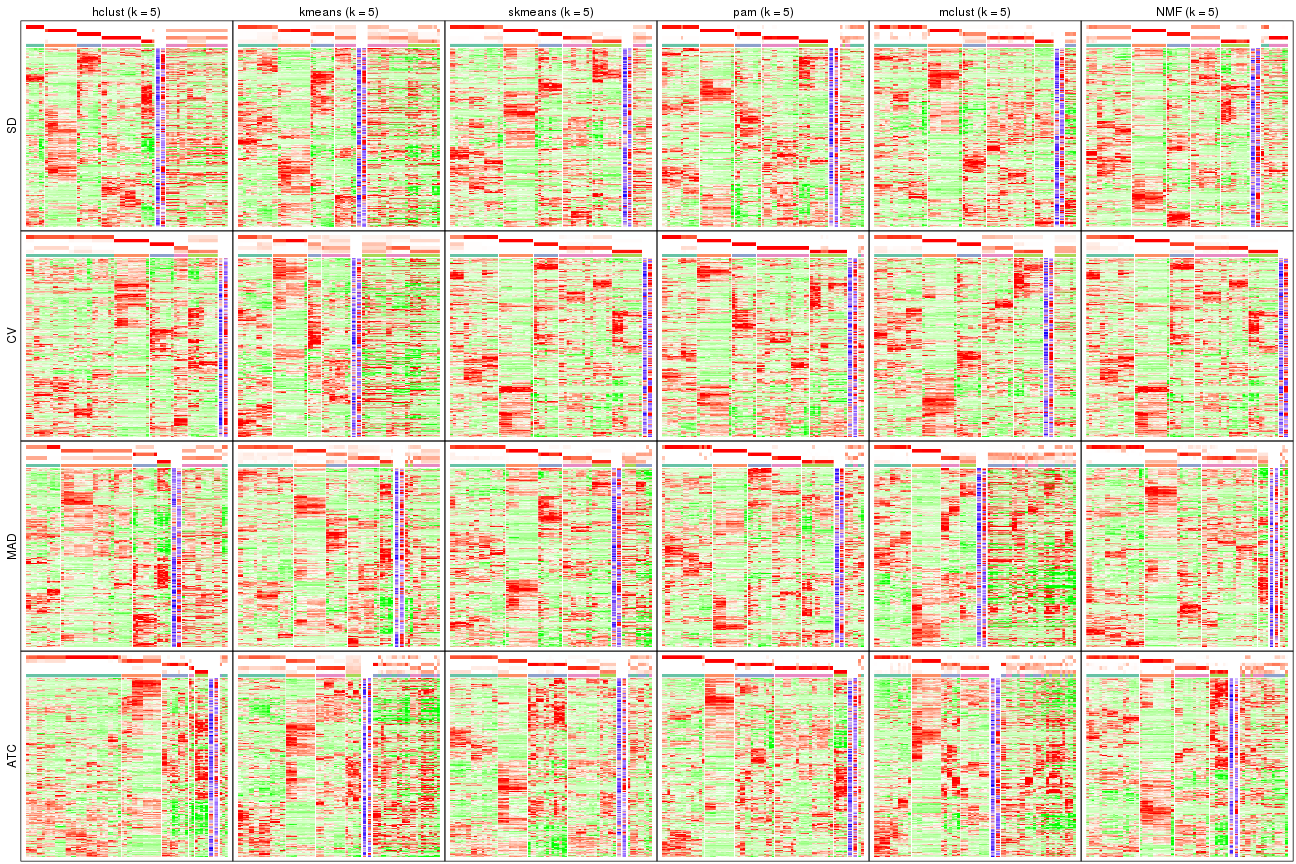 hclust (k = 5) kmeans (k = 5) skmeans (k = 5) pam (k = 5) mclust (k = 5) NMF (k = 5)
SD
CV
MAD
ATC